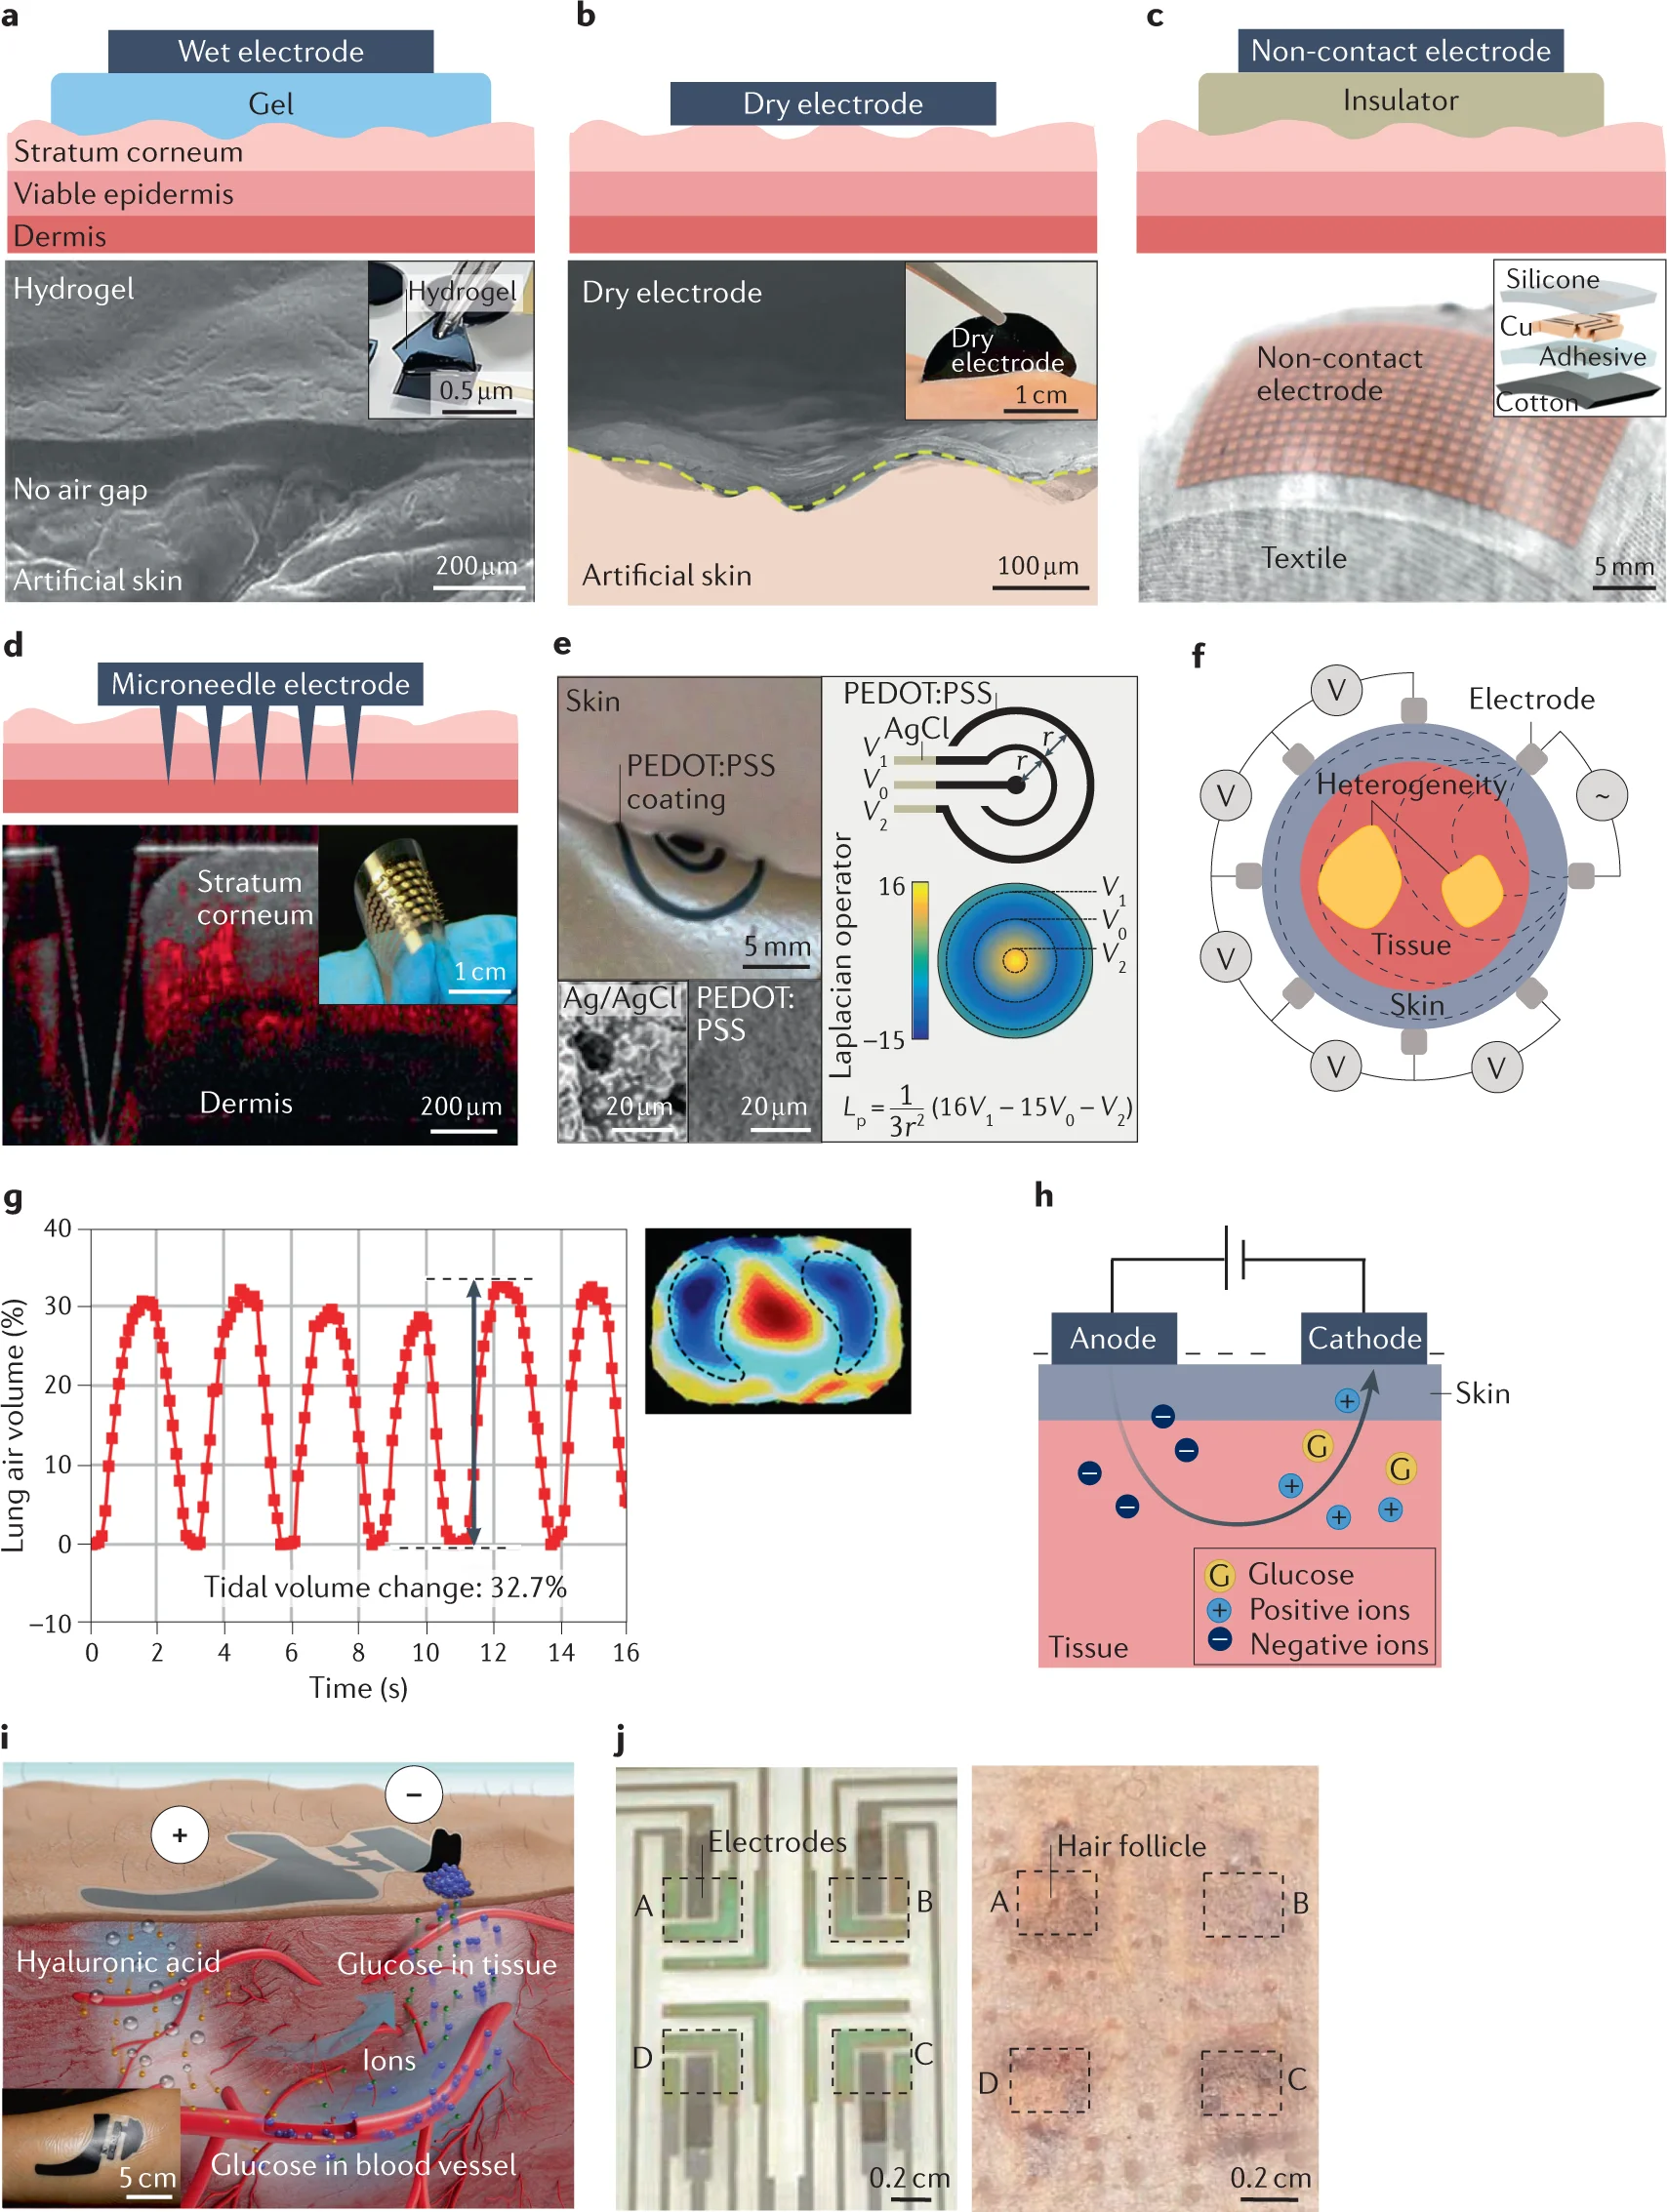 a
Wet electrode
Gel
Stratum corneum
Viable epidermis
Dermis
Hydrogel
Hydrogel
0.5 µm
No air gap
200 µm
Artificial skin
b
Dry electrode
Dry electrode
Dry
electrode
1 cm
100 µm
Artificial skin
c
Non-contact electrode
Insulator
Silicone
Cu
Adhesive
Cotton
Non-contact
electrode
Textile
5 mm
d
Microneedle electrode
Stratum
corneum
1 cm
Dermis
200 µm
e
Skin
PEDOT:PSS
coating
5 mm
Ag/AgCl
20 µm
PEDOT:
PSS
20 µm
PEDOT:PSS
AgCl
V1
V0
V2
r
r
Laplacian operator
16
−15
V1
V0
V2
Lp = 1/3r² (16V1 − 15V0 − V2)
f
V
Electrode
V
~
Heterogeneity
Tissue
V
Skin
V
V
g
Lung air volume (%)
40
30
20
10
0
−10
Tidal volume change: 32.7%
0 2 4 6 8 10 12 14 16
Time (s)
h
Anode
Cathode
Skin
+
−
−
G
G
−
+
−
+
+
G Glucose
+ Positive ions
− Negative ions
Tissue
i
−
+
Hyaluronic acid
Glucose in tissue
Ions
Glucose in blood vessel
5 cm
j
Electrodes
A
B
D
C
0.2 cm
Hair follicle
A
B
D
C
0.2 cm